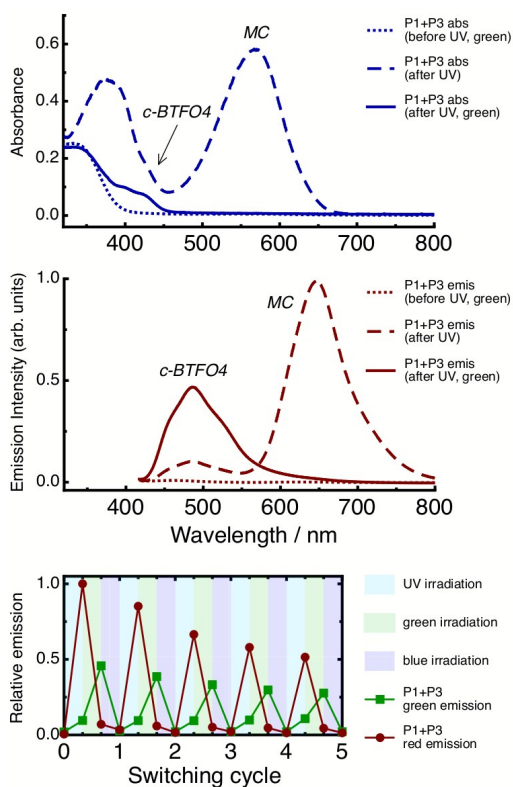 MC
c-BTFO4
Absorbance
0.6
0.4
0.2
0.0
400
500
600
700
800
P1+P3 abs
(before UV, green)
P1+P3 abs
(after UV)
P1+P3 abs
(after UV, green)
MC
c-BTFO4
Emission Intensity (arb. units)
1.0
0.5
0.0
400
500
600
700
800
Wavelength / nm
P1+P3 emis
(before UV, green)
P1+P3 emis
(after UV)
P1+P3 emis
(after UV, green)
Relative emission
1.0
0.5
0.0
0
1
2
3
4
5
Switching cycle
UV irradiation
green irradiation
blue irradiation
P1+P3
green emission
P1+P3
red emission